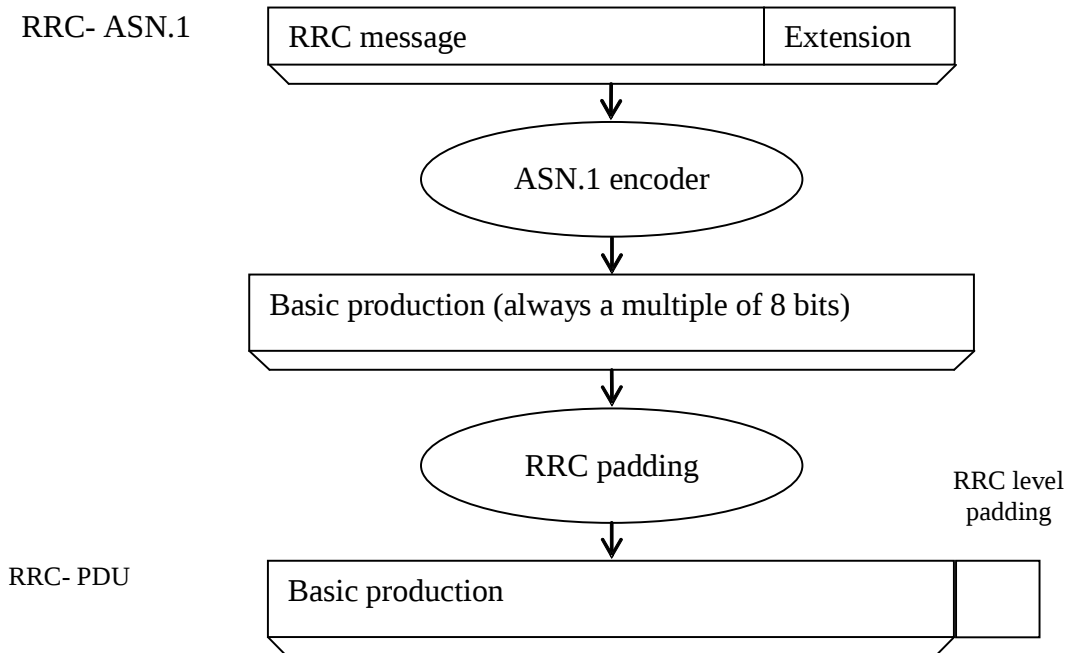 RRC- ASN.1
RRC message
Extension
ASN.1 encoder
Basic production (always a multiple of 8 bits)
RRC padding
RRC level
padding
RRC- PDU
Basic production